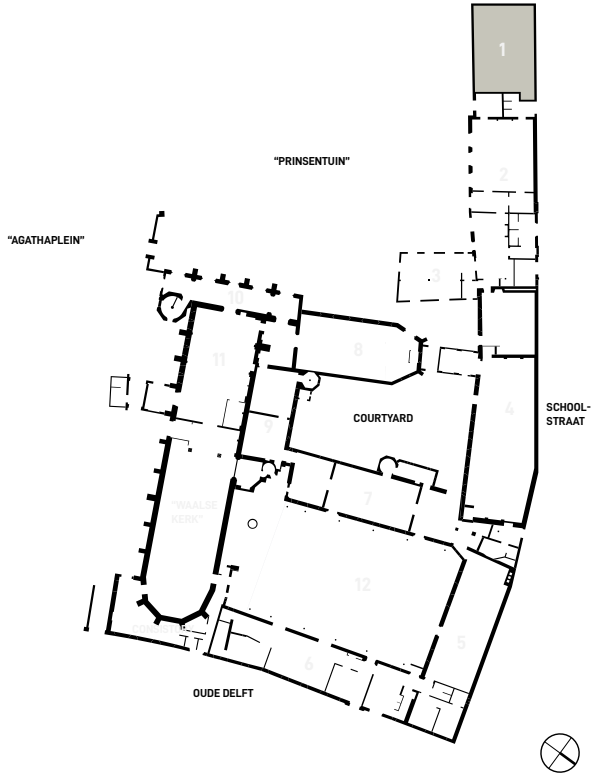 1
"PRINSENTUIN"
2
"AGATHAPLEIN"
3
10
8
11
4
SCHOOL-
STRAAT
COURTYARD
9
7
"WAALSE
KERK"
12
5
6
OUDE DELFT